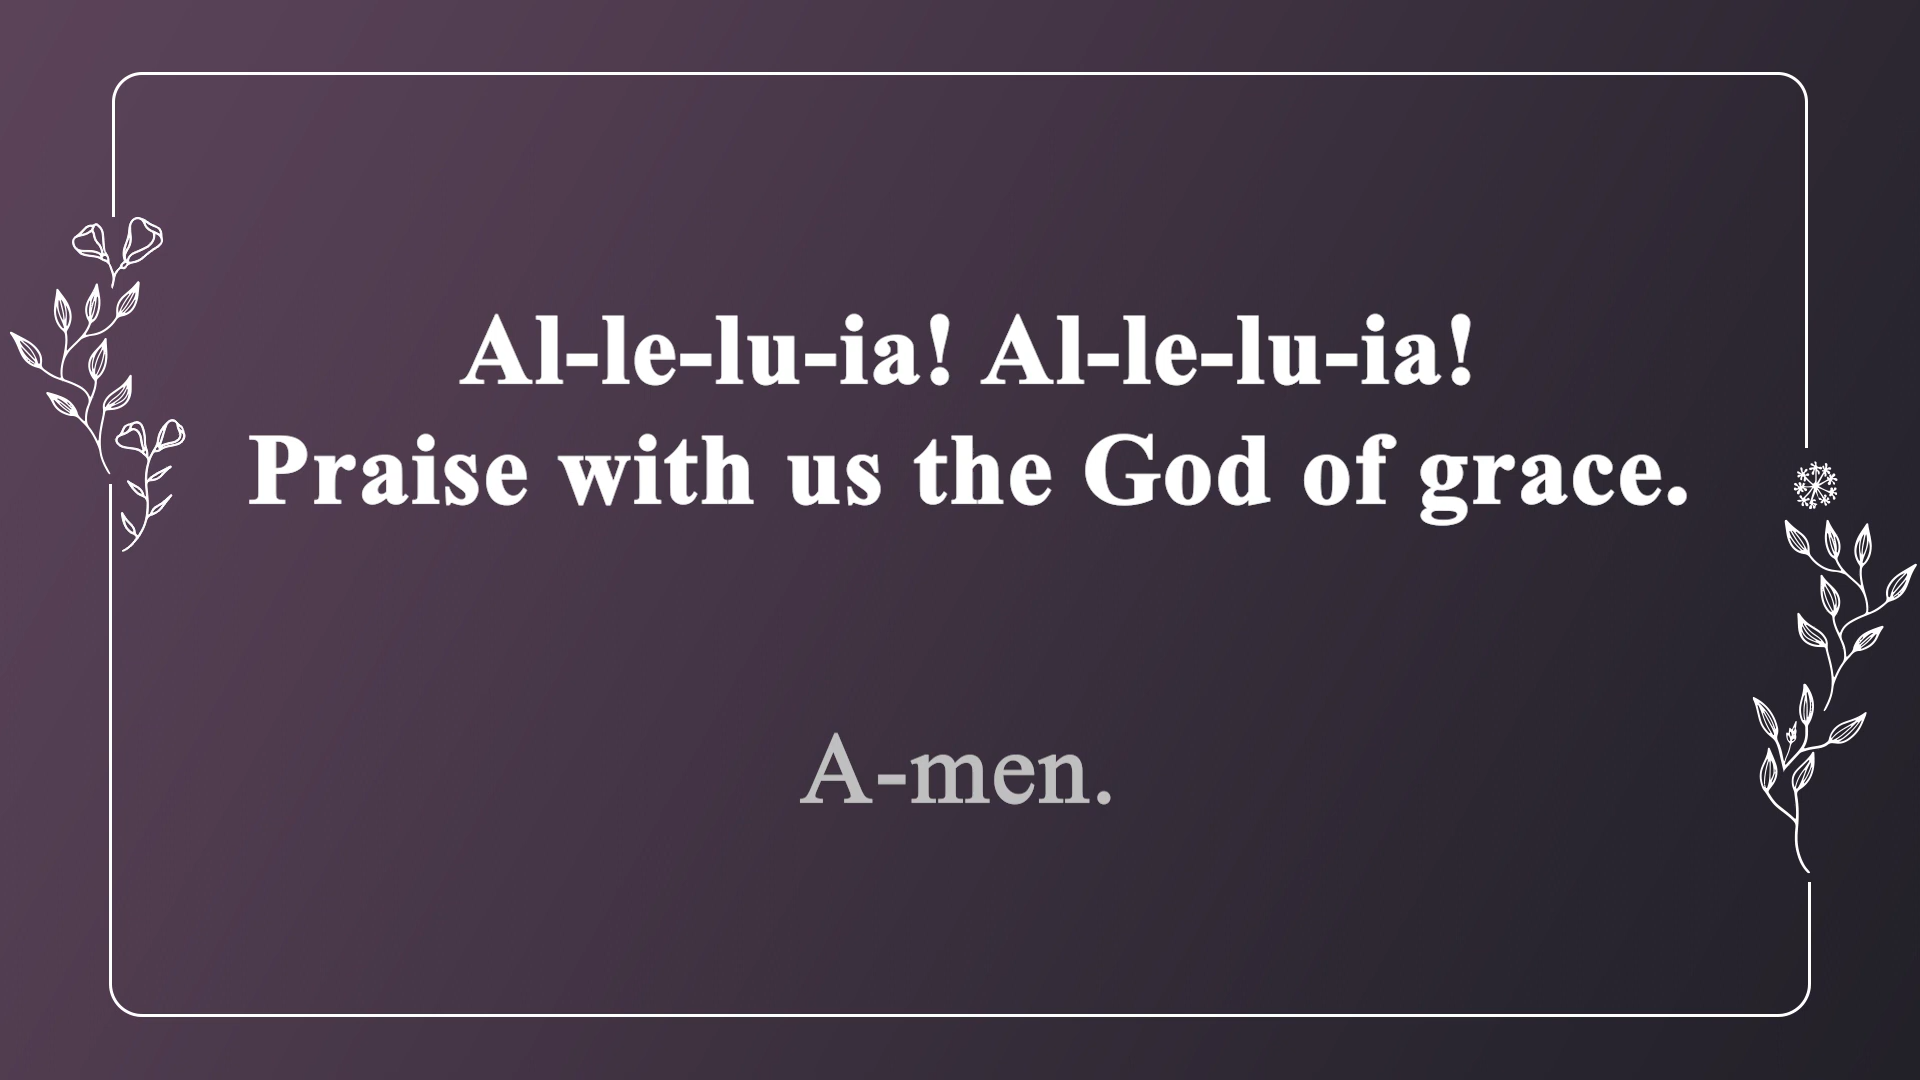 Al-le-lu-ia! Al-le-lu-ia!
Praise with us the God of grace.
A-men.